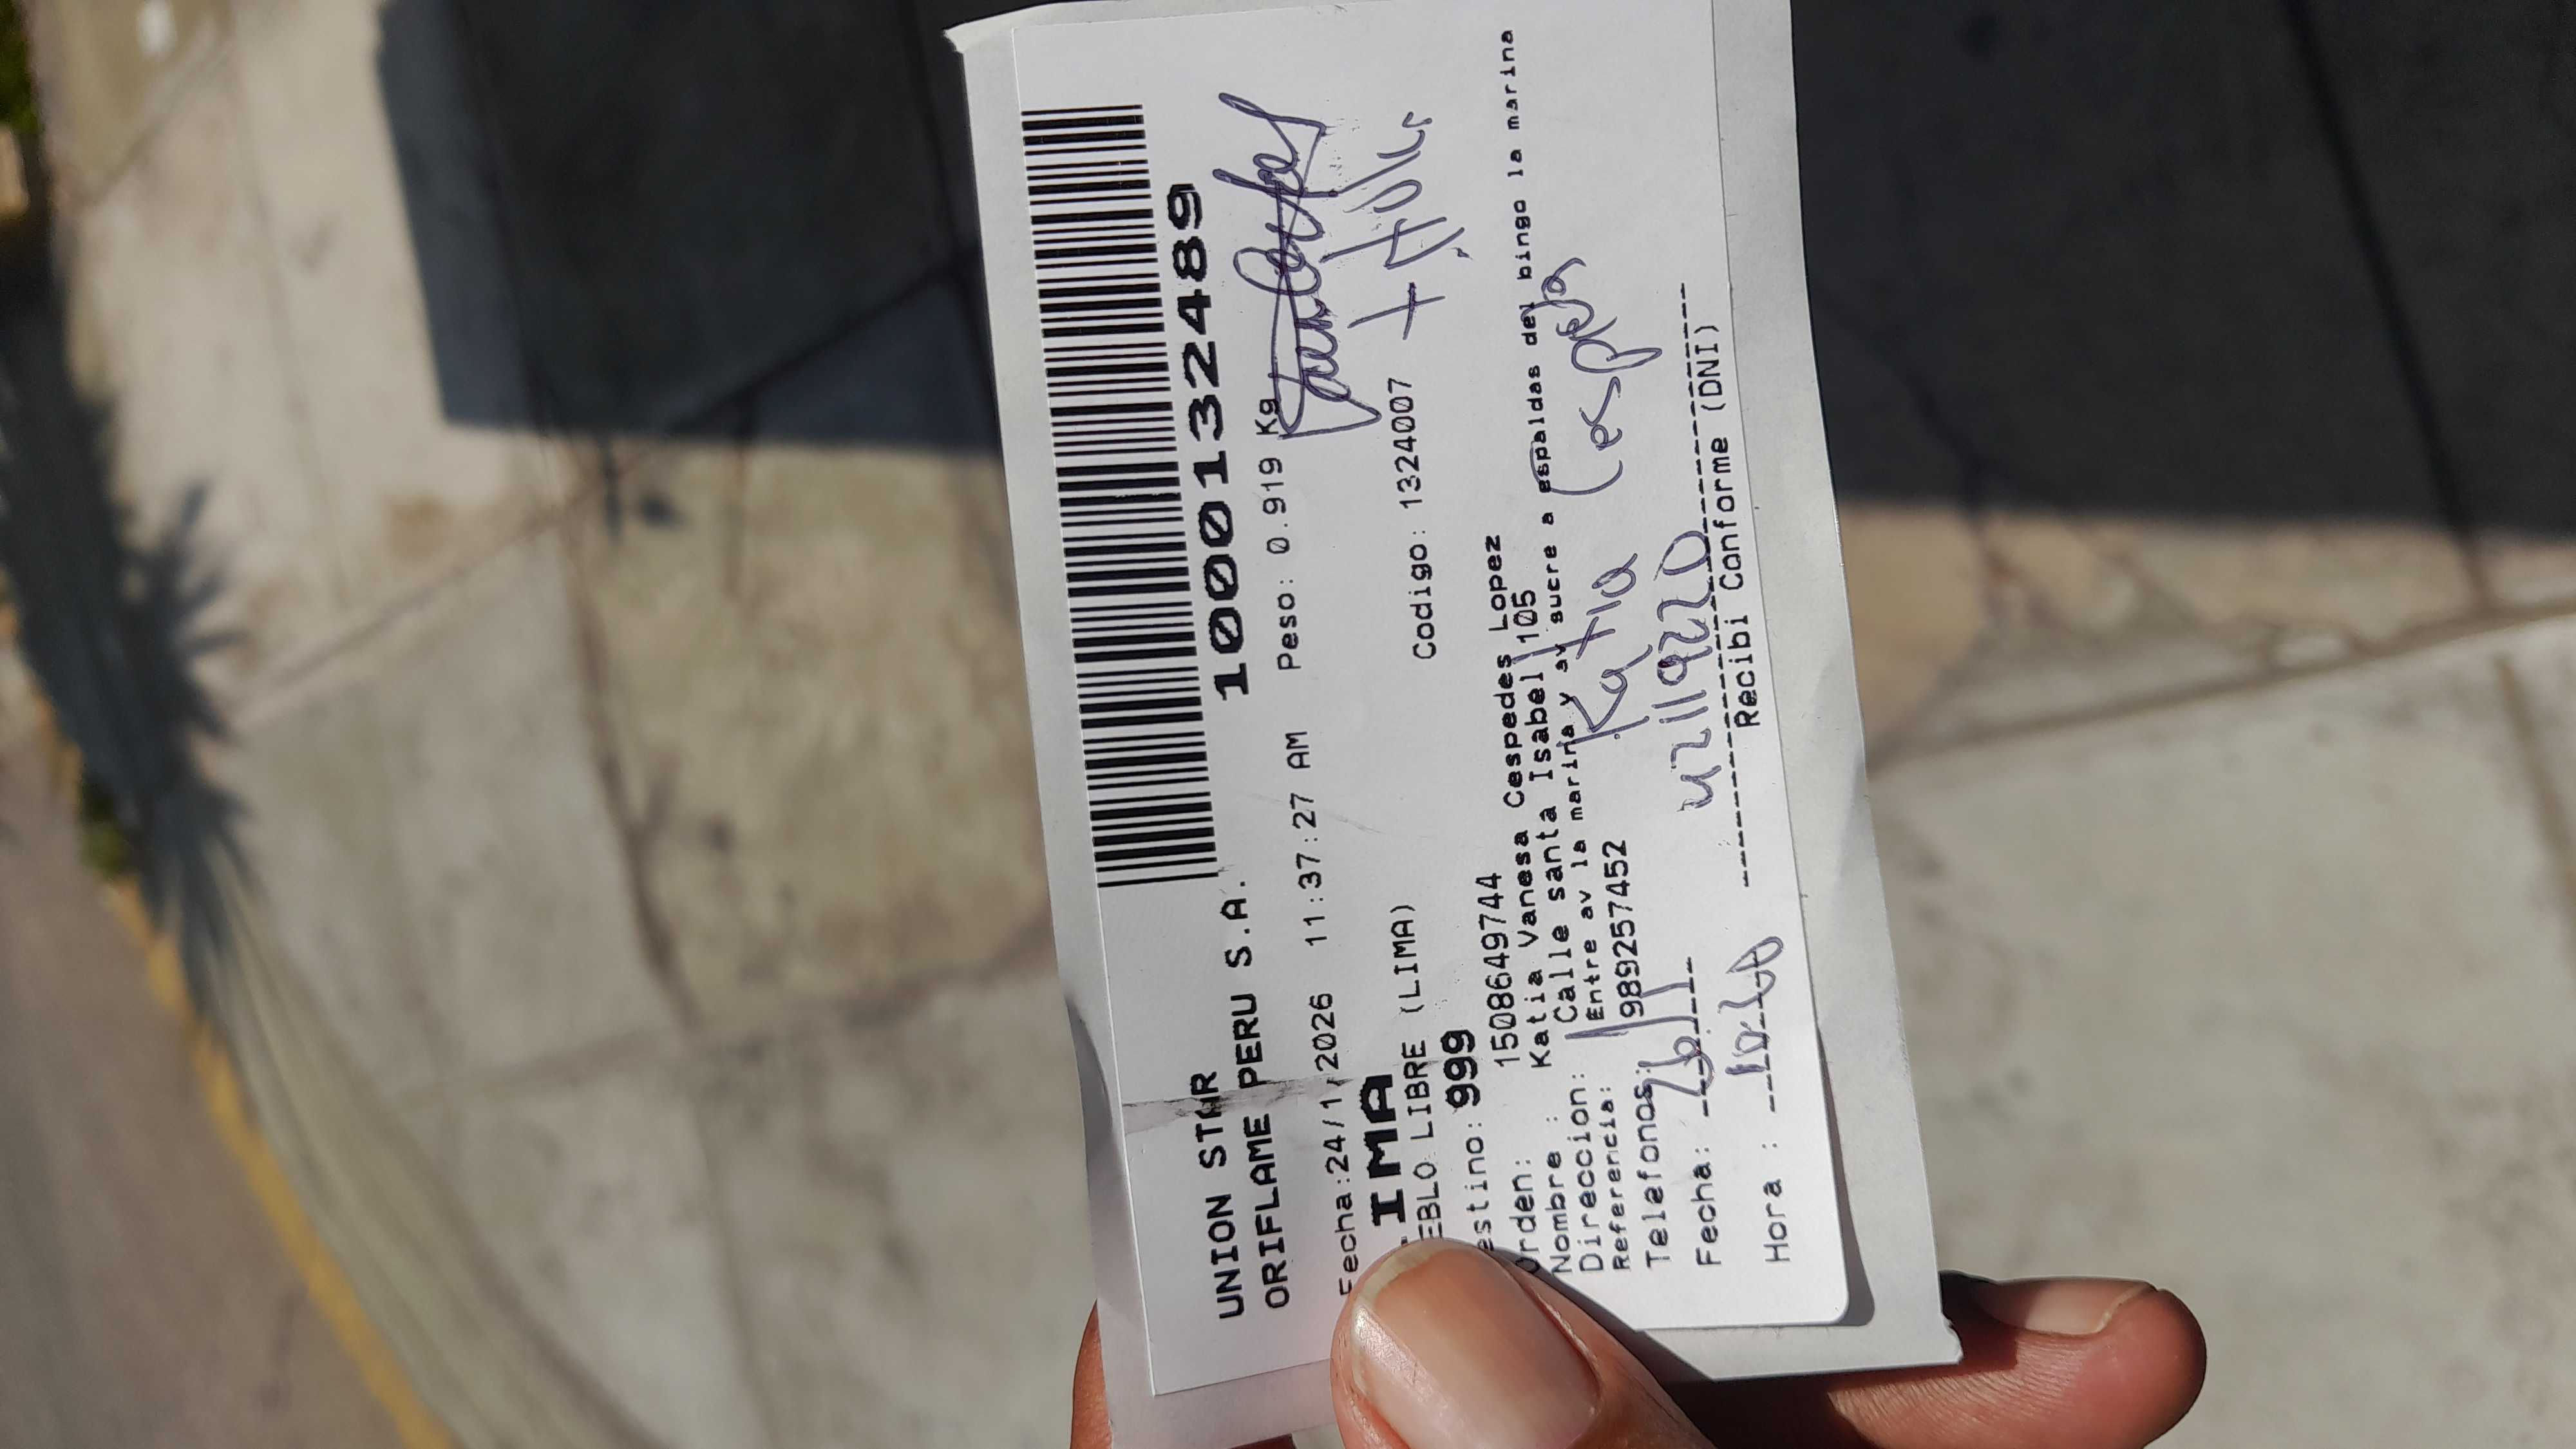 UNION STAR
ORIFLAME PERU S.A.
1000132489
Fecha:24/1/2026 11:37:27 AM Peso: 0.919 Kg
IMA
EBLO LIBRE (LIMA)
estino: 999 Codigo: 1324007
Orden: 1508649744
Nombre : Katia Vanesa Cespedes Lopez
Direccion: Calle santa Isabel 105
Referencia: Entre av la marina y av sucre a espaldas del bingo la marina
Telefonos: 989257452
Katia Cespedes
Fecha:
Hora :
Recibi Conforme (DNI)